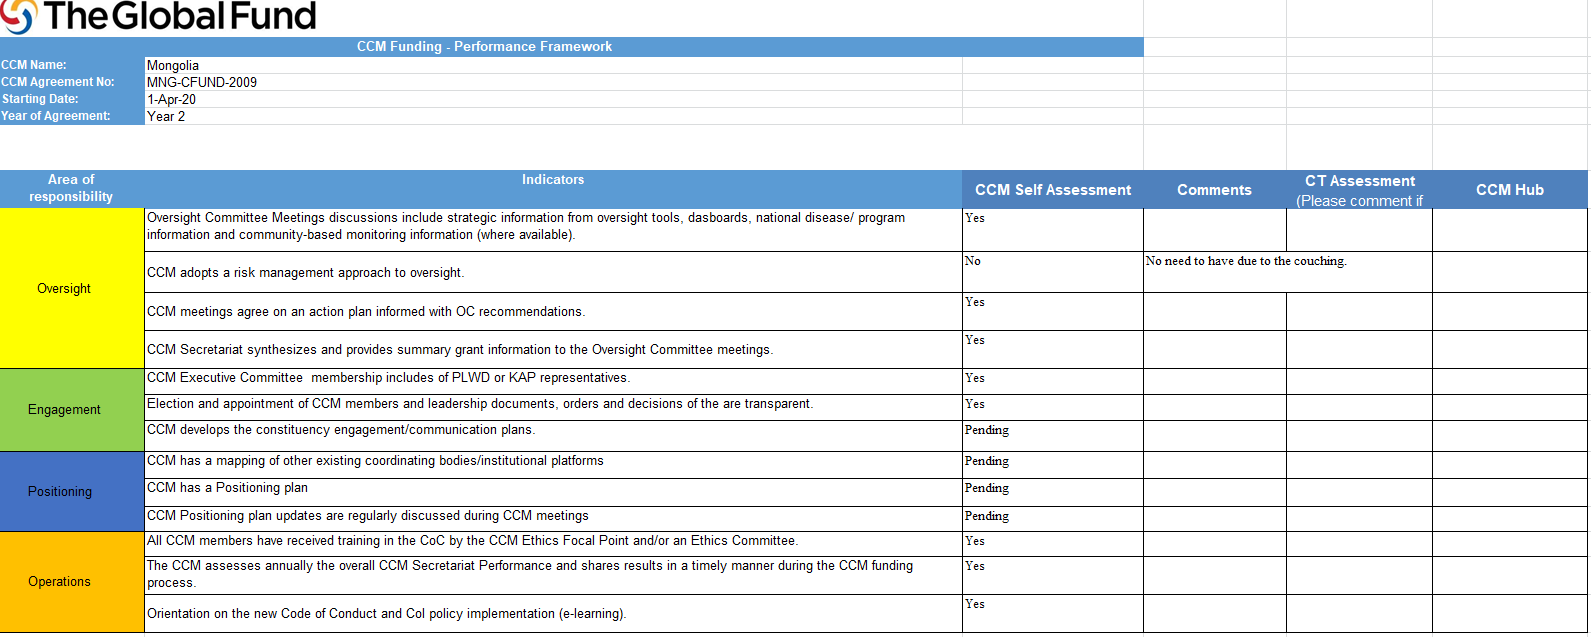 The Global Fund
CCM Funding - Performance Framework
CCM Name: Mongolia
CCM Agreement No: MNG-CFUND-2009
Starting Date: 1-Apr-20
Year of Agreement: Year 2
Area of
responsibility
Indicators
CCM Self Assessment
Comments
CT Assessment
(Please comment if
CCM Hub
Oversight
Oversight Committee Meetings discussions include strategic information from oversight tools, dasboards, national disease/ program
information and community-based monitoring information (where available).
Yes
CCM adopts a risk management approach to oversight.
No
No need to have due to the couching.
CCM meetings agree on an action plan informed with OC recommendations.
Yes
CCM Secretariat synthesizes and provides summary grant information to the Oversight Committee meetings.
Yes
Engagement
CCM Executive Committee  membership includes of PLWD or KAP representatives.
Yes
Election and appointment of CCM members and leadership documents, orders and decisions of the are transparent.
Yes
CCM develops the constituency engagement/communication plans.
Pending
Positioning
CCM has a mapping of other existing coordinating bodies/institutional platforms
Pending
CCM has a Positioning plan
Pending
CCM Positioning plan updates are regularly discussed during CCM meetings
Pending
Operations
All CCM members have received training in the CoC by the CCM Ethics Focal Point and/or an Ethics Committee.
Yes
The CCM assesses annually the overall CCM Secretariat Performance and shares results in a timely manner during the CCM funding
process.
Yes
Orientation on the new Code of Conduct and CoI policy implementation (e-learning).
Yes